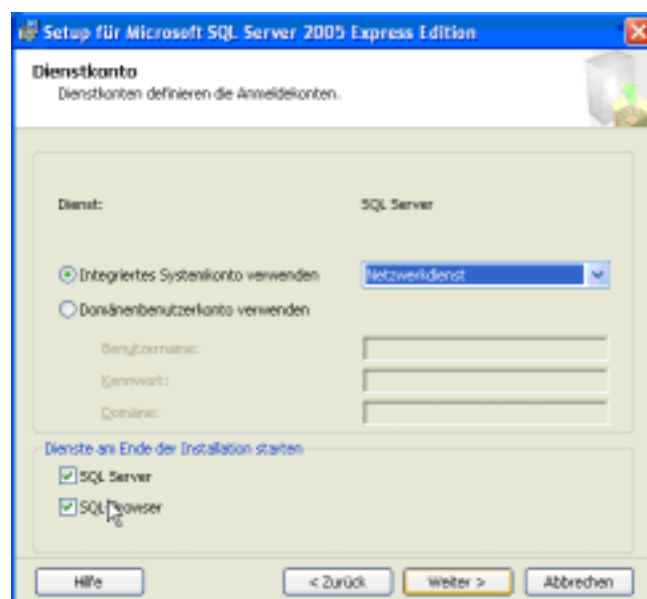 Setup für Microsoft SQL Server 2005 Express Edition
Dienstkonto
Dienstkonten definieren die Anmeldekonten.
Dienst: SQL Server
Integriertes Systemkonto verwenden Netzwerkdienst
Domänenbenutzerkonto verwenden
Benutzername:
Kennwort:
Domäne:
Dienste am Ende der Installation starten
SQL Server
SQL Browser
Hilfe < Zurück Weiter > Abbrechen